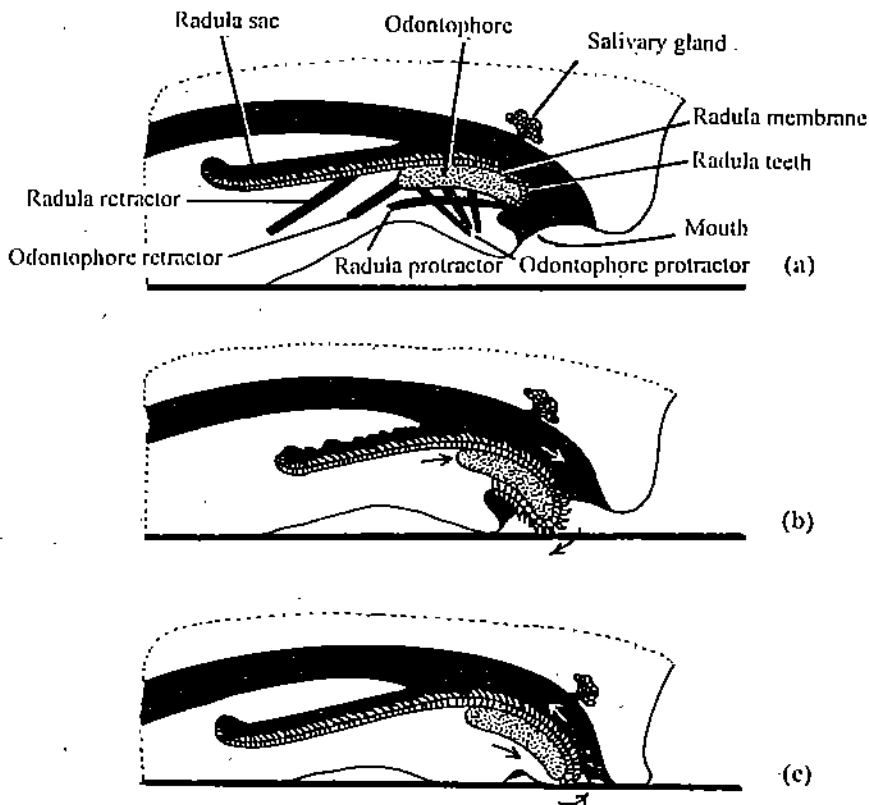 Radula sac
Odontophore
Salivary gland
Radula membrane
Radula teeth
Radula retractor
Mouth
Odontophore retractor
Radula protractor
Odontophore protractor
(a)
(b)
(c)